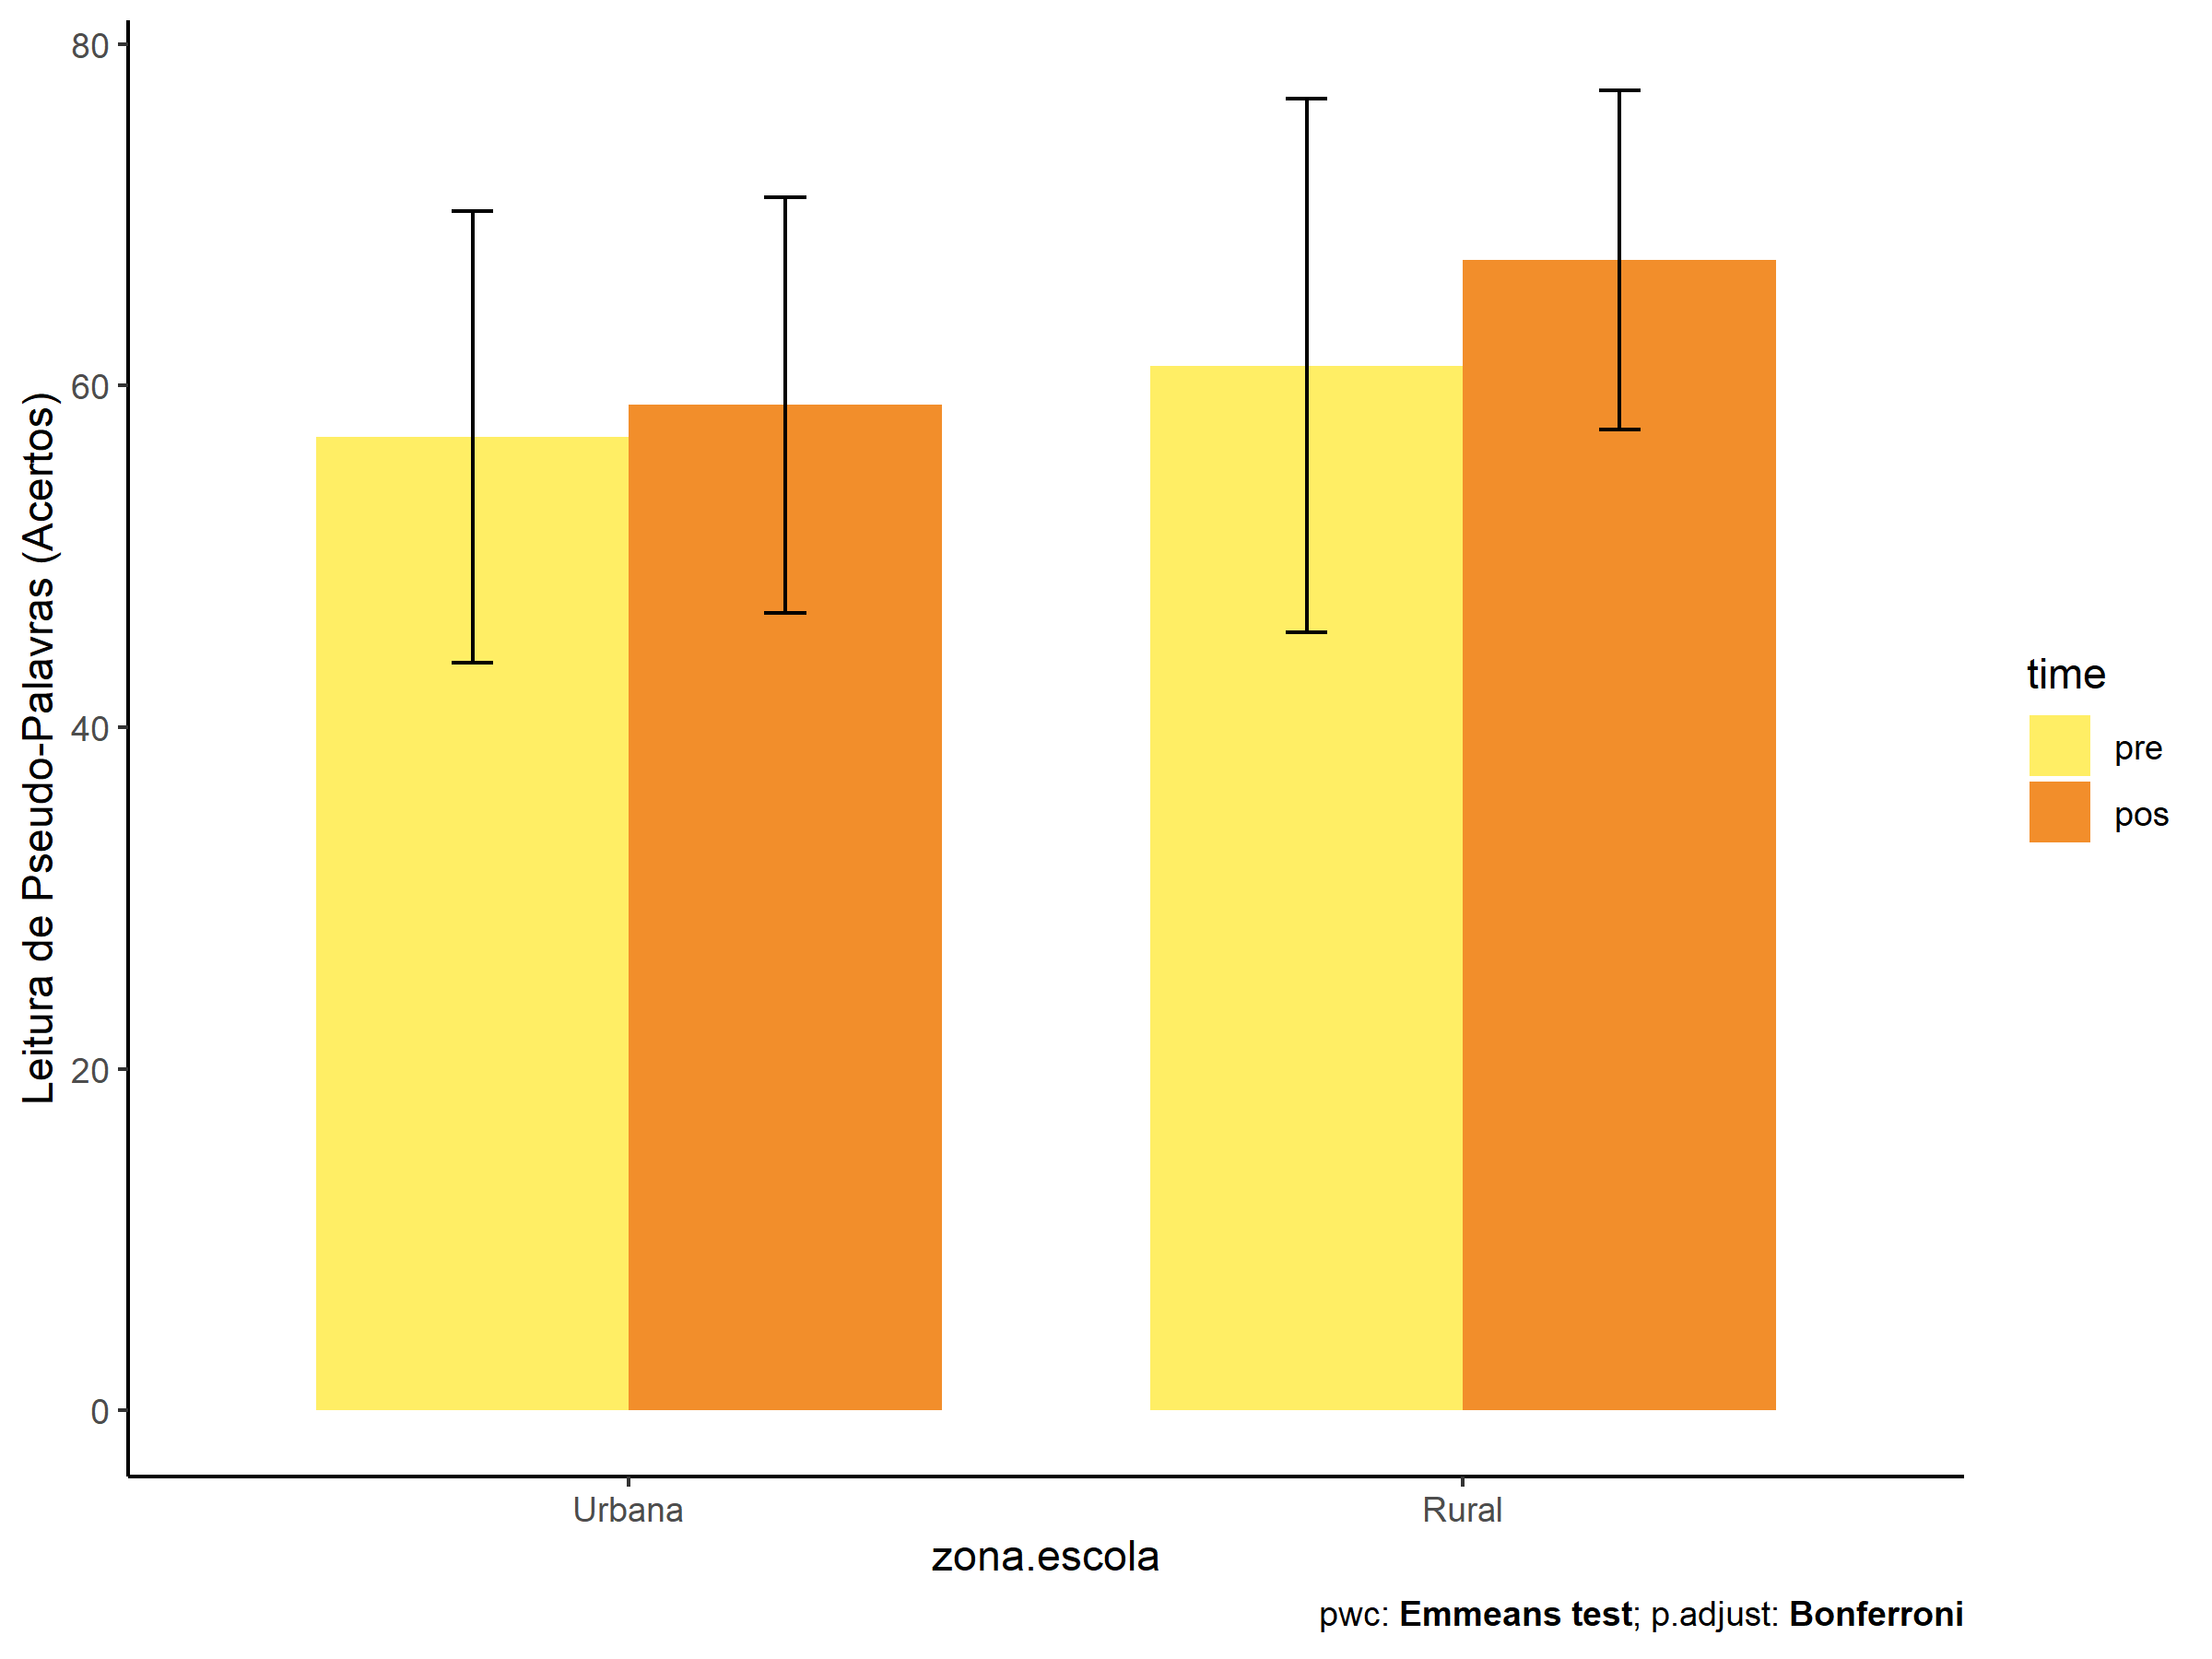 Leitura de Pseudo-Palavras (Acertos)
80
60
40
20
0
Urbana
Rural
zona.escola
time
pre
pos
pwc: Emmeans test; p.adjust: Bonferroni